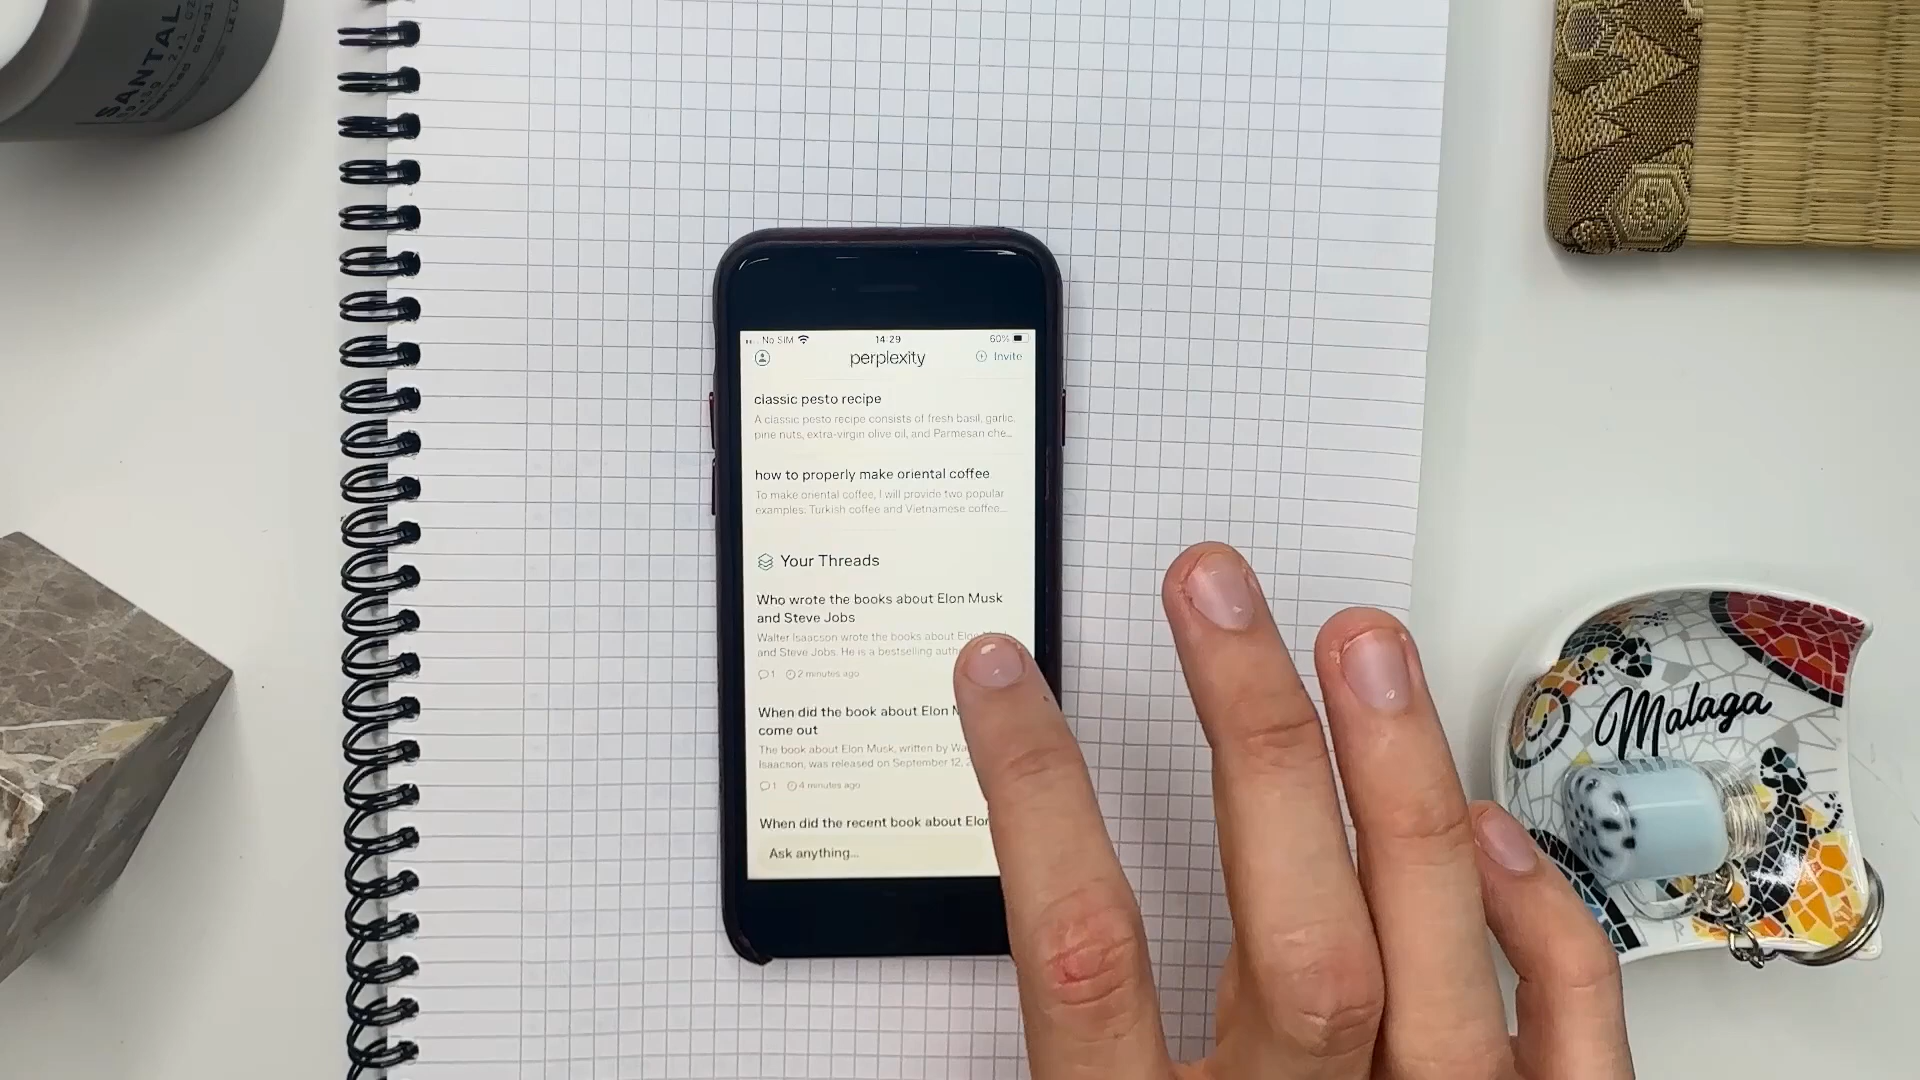 SANTAL
No SIM
14:29
60%
perplexity
Invite
classic pesto recipe
A classic pesto recipe consists of fresh basil, garlic,
pine nuts, extra-virgin olive oil, and Parmesan che...
how to properly make oriental coffee
To make oriental coffee, I will provide two popular
examples: Turkish coffee and Vietnamese coffee...
Your Threads
Who wrote the books about Elon Musk
and Steve Jobs
Walter Isaacson wrote the books about
and Steve Jobs. He is a bestselling
1 2 minutes ago
When did the book about Elon
come out
The book about Elon Musk, written by
Isaacson, was released on September 12,
1 4 minutes ago
When did the recent book about
Ask anything...
Malaga